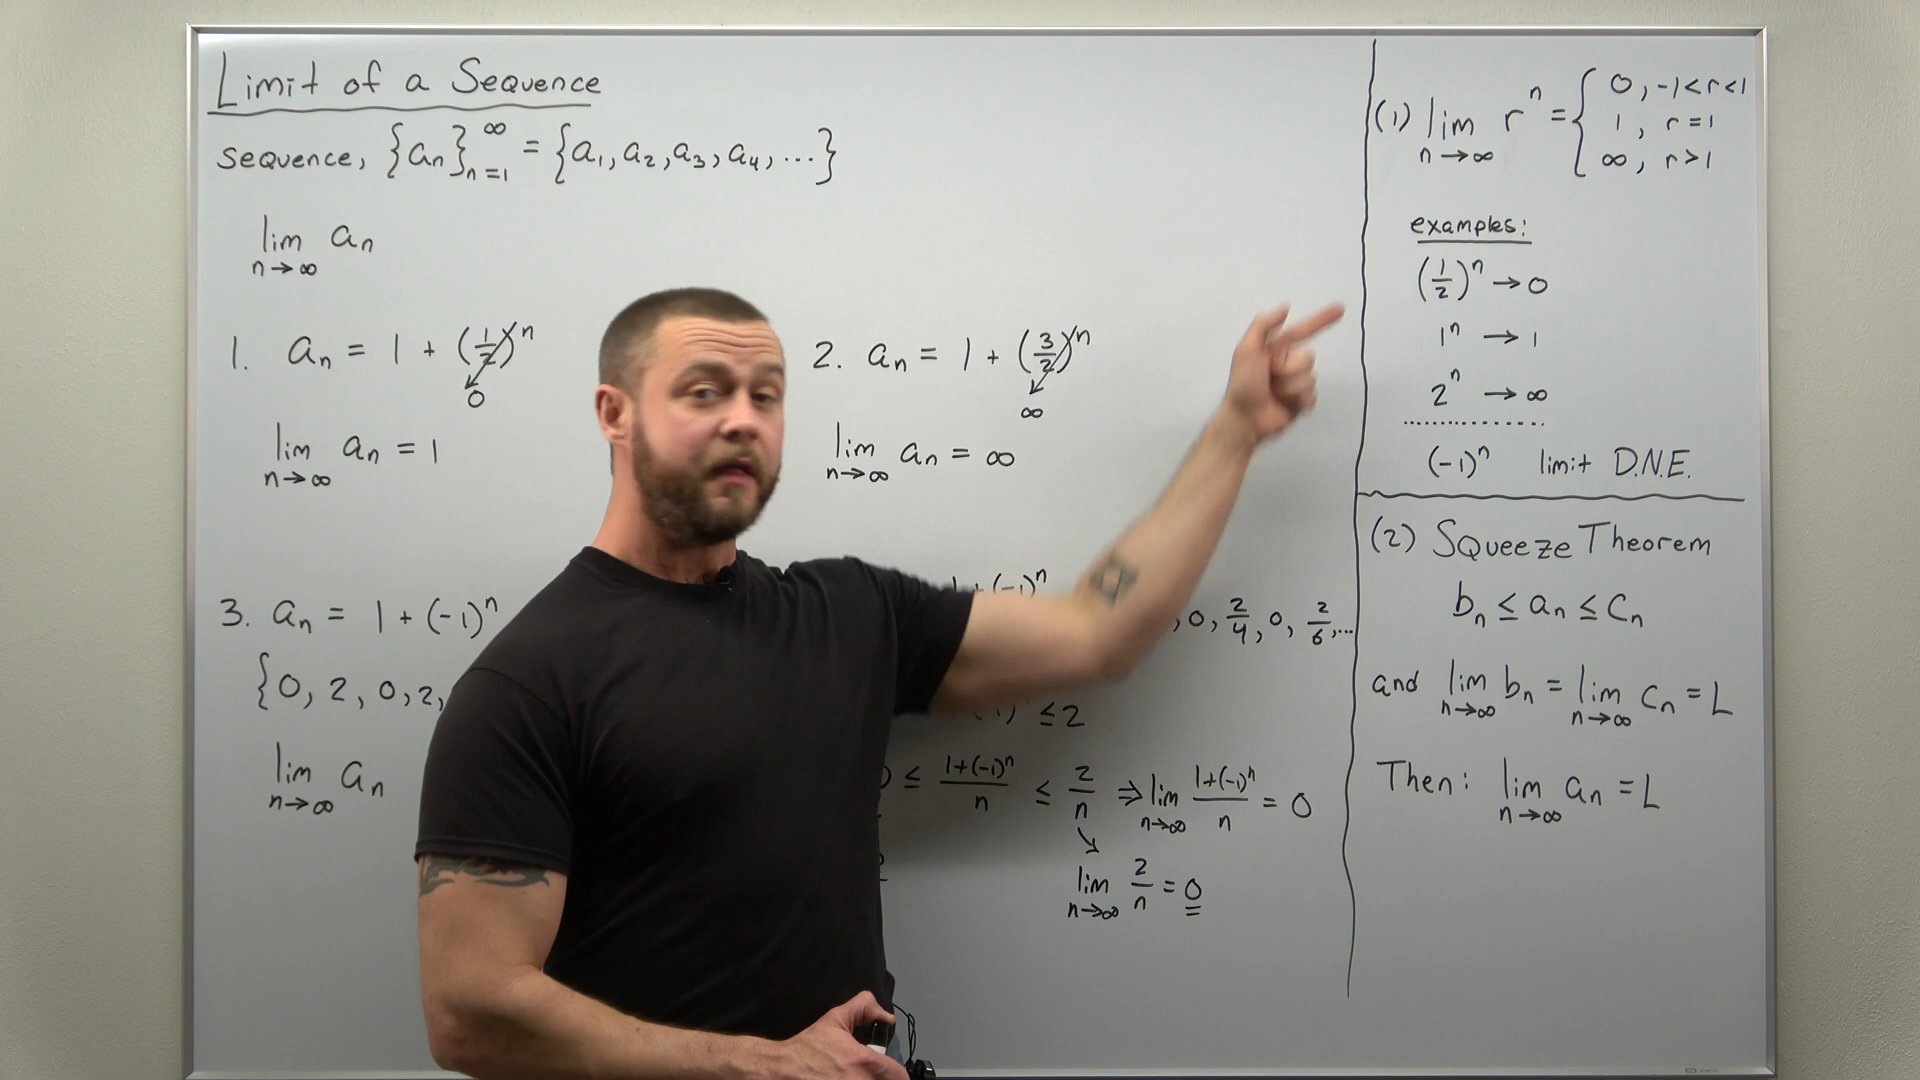 Limit of a Sequence
sequence, {aₙ}ₙ₌₁^∞ = {a₁, a₂, a₃, a₄, ...}
lim n→∞ aₙ
1. aₙ = 1 + (1/2)ⁿ
0
lim n→∞ aₙ = 1
2. aₙ = 1 + (3/2)ⁿ
∞
lim n→∞ aₙ = ∞
3. aₙ = 1 + (-1)ⁿ
{0, 2, 0, 2,
lim n→∞ aₙ
1+(-1)ⁿ
, 0, 2/4, 0, 2/6, ...
≤ 2
≤ (1+(-1)ⁿ)/n ≤ 2/n ⇒ lim n→∞ (1+(-1)ⁿ)/n = 0
lim n→∞ 2/n = 0
(1) lim n→∞ rⁿ = { 0, -1<r<1
1, r=1
∞, r>1
examples:
(1/2)ⁿ → 0
1ⁿ → 1
2ⁿ → ∞
(-1)ⁿ limit D.N.E.
(2) Squeeze Theorem
bₙ ≤ aₙ ≤ cₙ
and lim n→∞ bₙ = lim n→∞ cₙ = L
Then: lim n→∞ aₙ = L